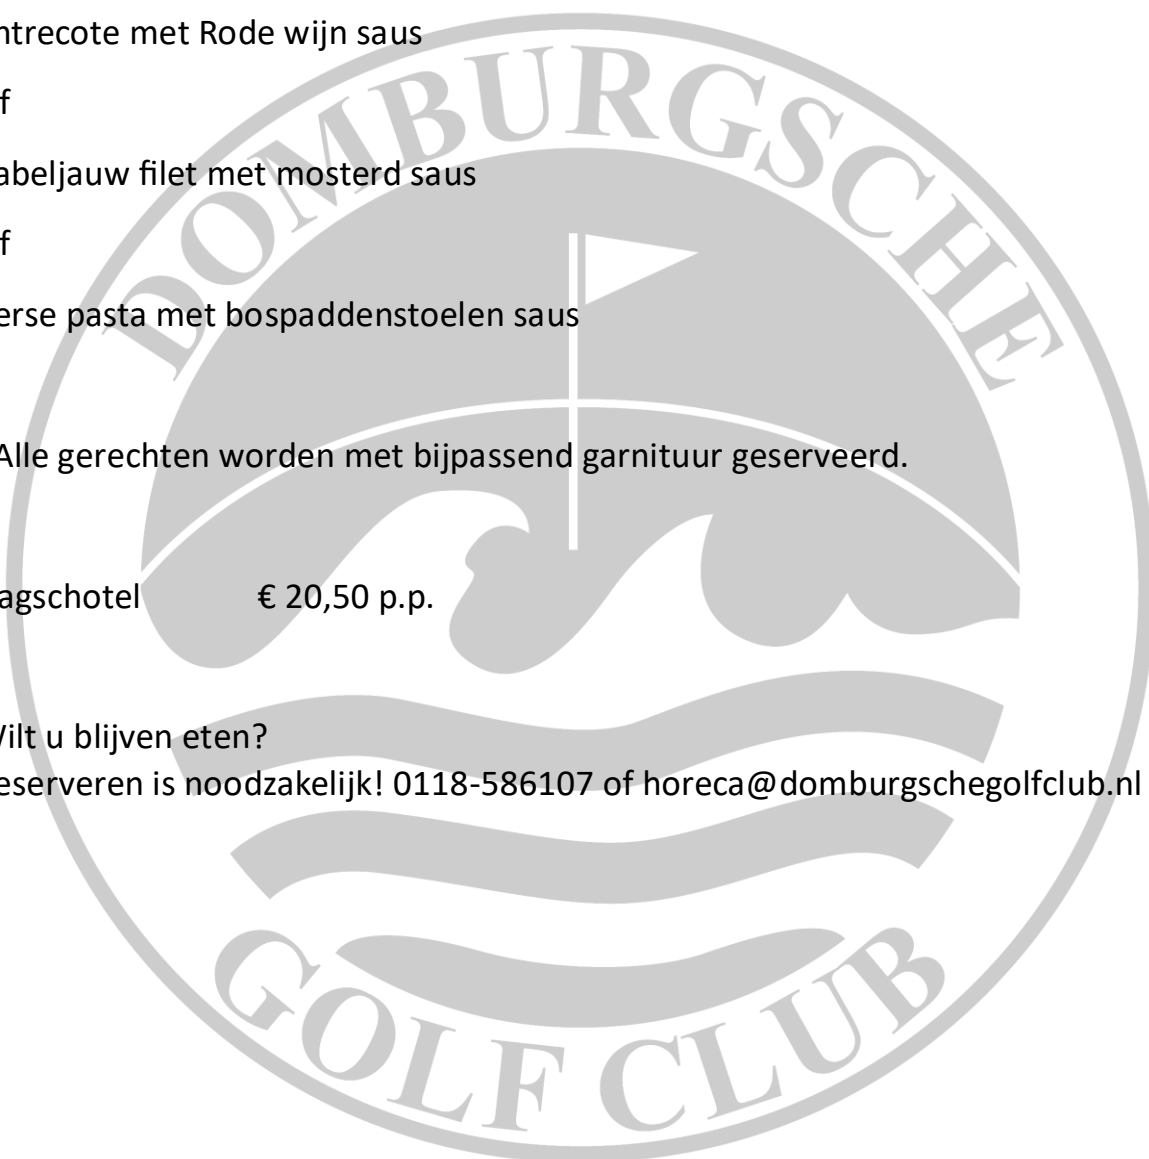 ntrecote met Rode wijn saus
f
abeljauw filet met mosterd saus
f
erse pasta met bospaddenstoelen saus
Alle gerechten worden met bijpassend garnituur geserveerd.
agschotel € 20,50 p.p.
Wilt u blijven eten?
eserveren is noodzakelijk! 0118-586107 of horeca@domburgschegolfclub.nl
DOMBURGSCHE
GOLF CLUB